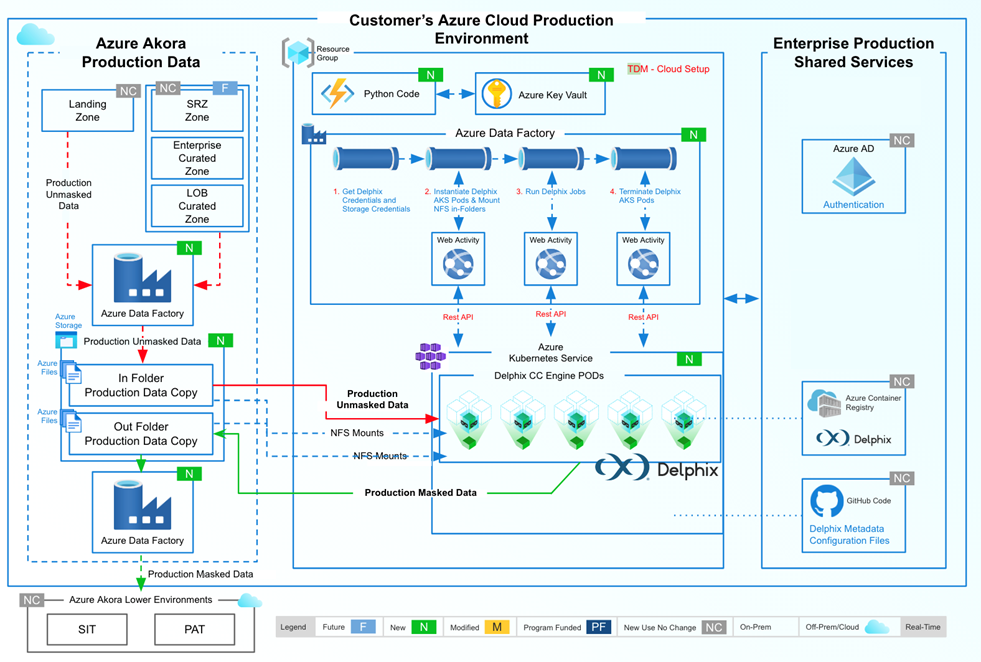 Customer’s Azure Cloud Production
Environment
Azure Akora
Production Data
Landing
Zone
NC
NC
F
SRZ
Zone
Enterprise
Curated
Zone
LOB
Curated
Zone
Production
Unmasked
Data
N
Azure Data Factory
Azure
Storage
Production Unmasked Data
N
Azure
Files
In Folder
Production Data Copy
Azure
Files
Out Folder
Production Data Copy
N
Azure Data Factory
Production Masked Data
NC
Azure Akora Lower Environments
SIT
PAT
Resource
Group
TDM - Cloud Setup
Python Code
N
Azure Key Vault
N
Azure Data Factory
N
1. Get Delphix
Credentials and
Storage Credentials
2. Instantiate Delphix
AKS Pods & Mount
NFS in-Folders
3. Run Delphix Jobs
4. Terminate Delphix
AKS Pods
Web Activity
Web Activity
Web Activity
Rest API
Rest API
Rest API
Azure
Kubernetes Service
N
Delphix CC Engine PODs
Production
Unmasked Data
NFS Mounts
NFS Mounts
Delphix
Production Masked Data
Enterprise Production
Shared Services
NC
Azure AD
Authentication
NC
Azure Container
Registry
Delphix
NC
GitHub Code
Delphix Metadata
Configuration Files
Legend
Future F
New N
Modified M
Program Funded PF
New Use No Change NC
On-Prem
Off-Prem/Cloud
Real-Time